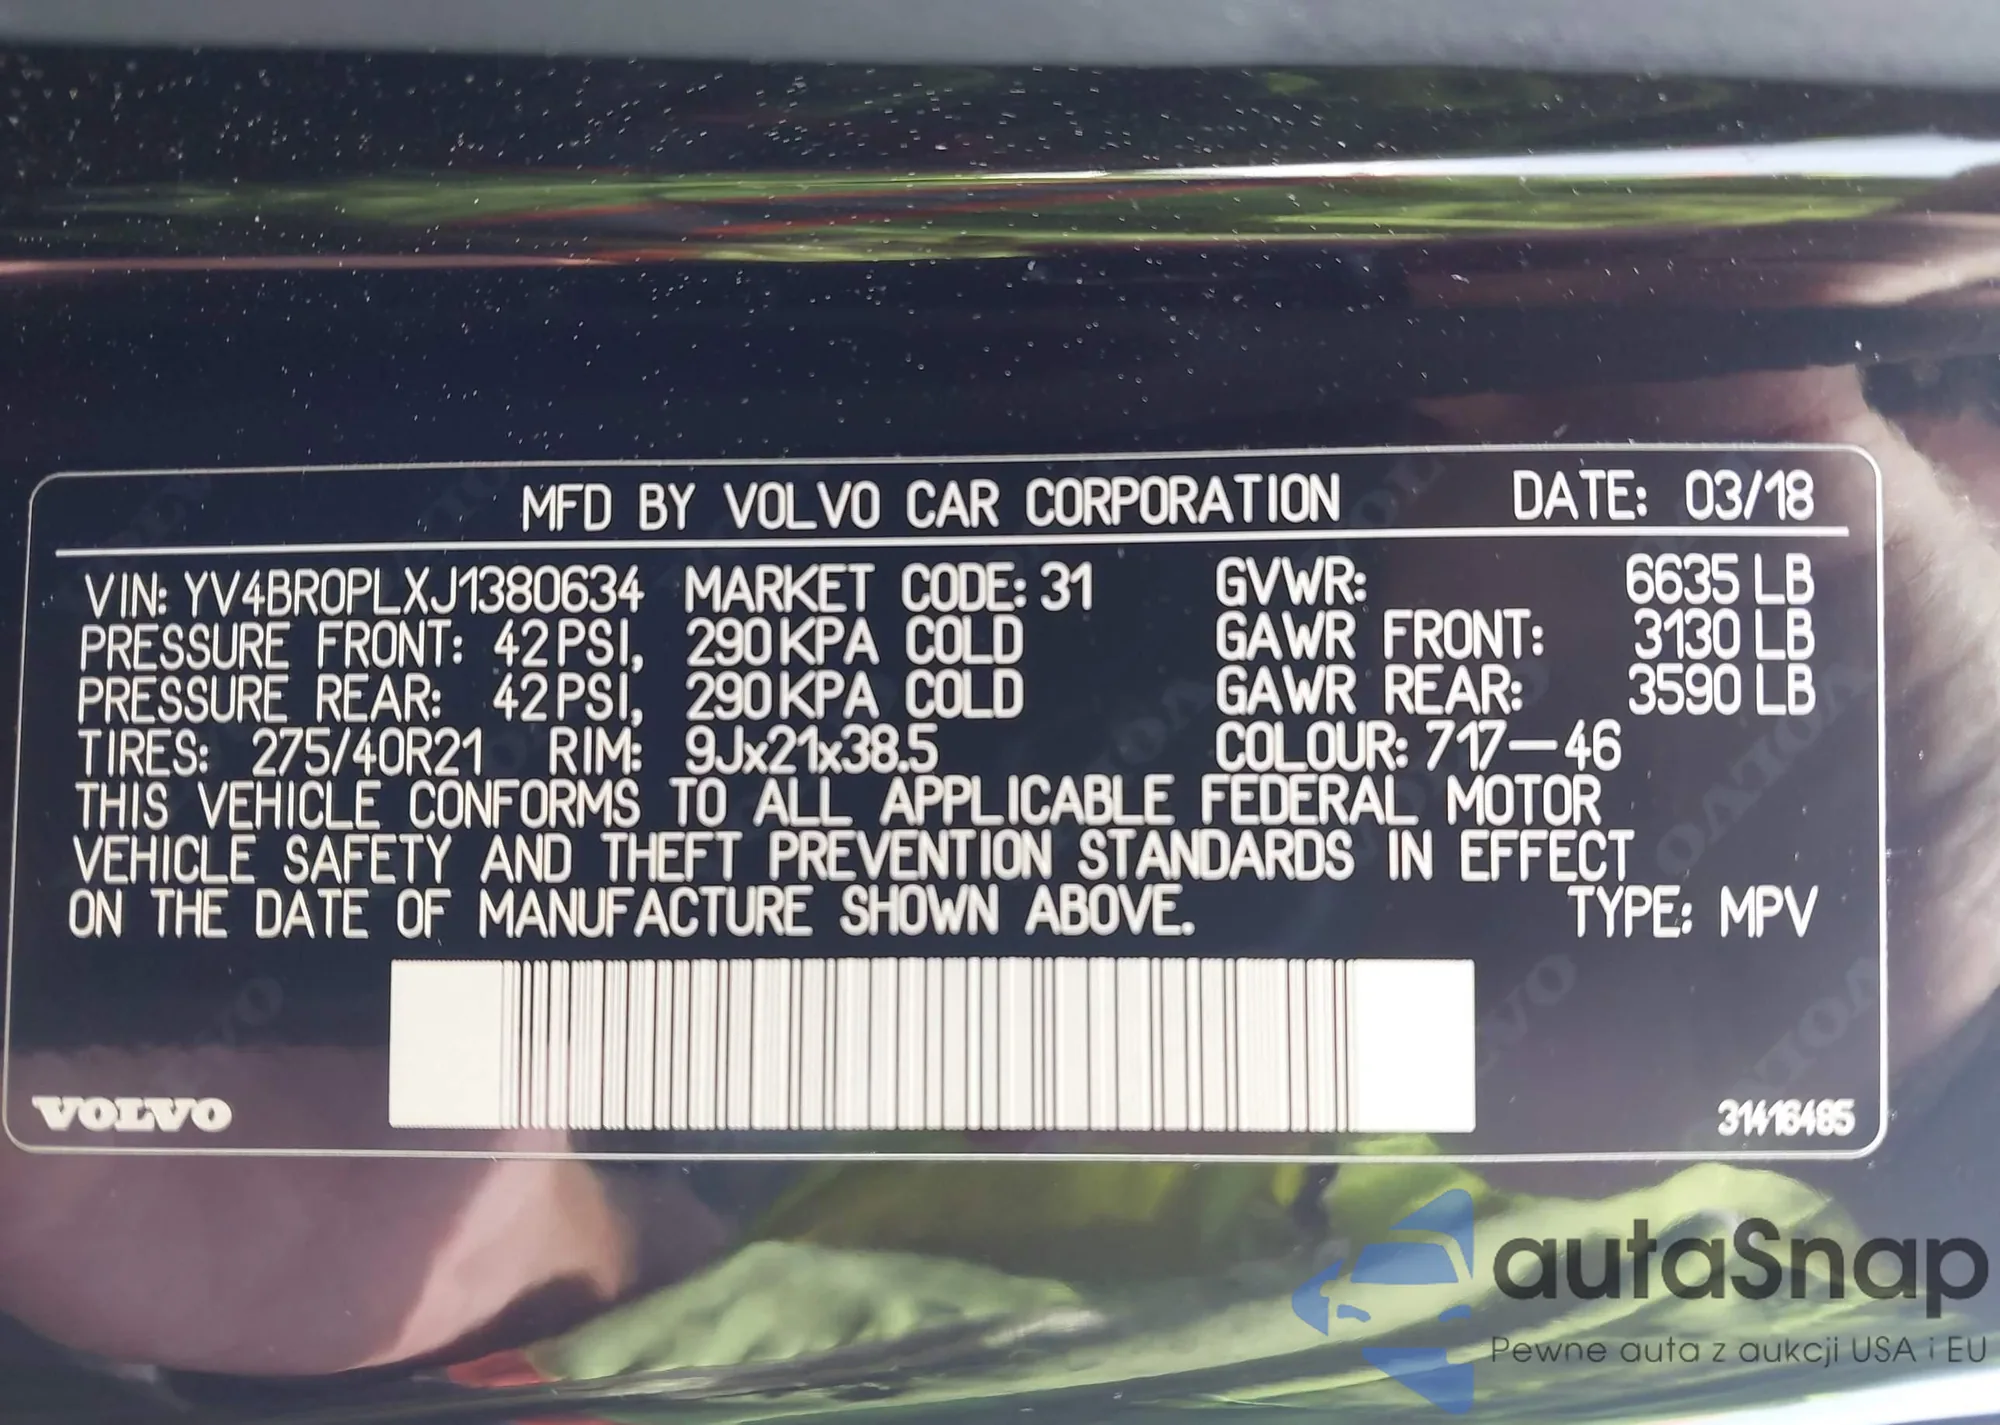 MFD BY VOLVO CAR CORPORATION DATE: 03/18
VIN: YV4BR0PLXJ1380634 MARKET CODE: 31 GVWR: 6635 LB
PRESSURE FRONT: 42 PSI, 290 KPA COLD GAWR FRONT: 3130 LB
PRESSURE REAR: 42 PSI, 290 KPA COLD GAWR REAR: 3590 LB
TIRES: 275/40R21 RIM: 9Jx21x38.5 COLOUR: 717-46
THIS VEHICLE CONFORMS TO ALL APPLICABLE FEDERAL MOTOR
VEHICLE SAFETY AND THEFT PREVENTION STANDARDS IN EFFECT
ON THE DATE OF MANUFACTURE SHOWN ABOVE. TYPE: MPV
VOLVO 31416485
autaSnap
Pewne auta z aukcji USA i EU